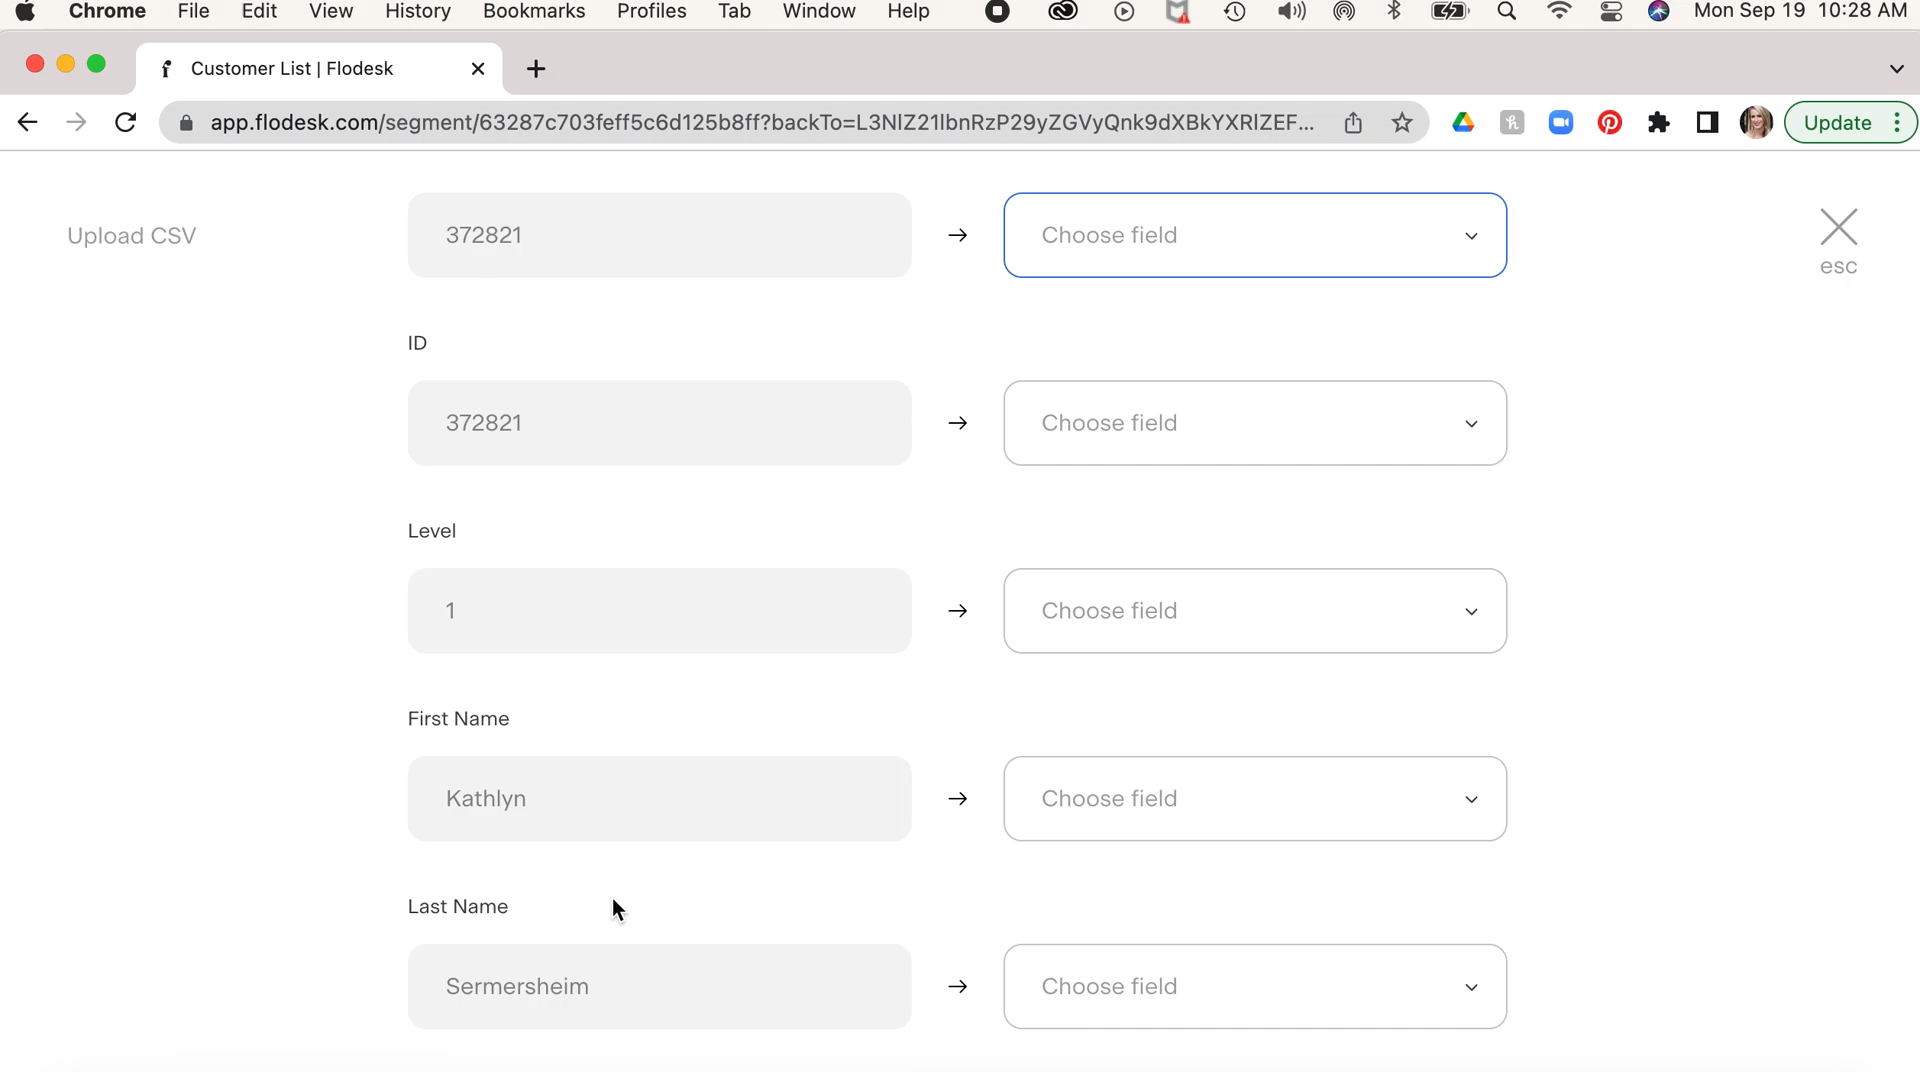 Chrome File Edit View History Bookmarks Profiles Tab Window Help Mon Sep 19 10:28 AM
Customer List | Flodesk
app.flodesk.com/segment/63287c703feff5c6d125b8ff?backTo=L3NlZ21lbnRzP29yZGVyQnk9dXBkYXRlZEF... Update
Upload CSV
372821 → Choose field
esc
ID
372821 → Choose field
Level
1 → Choose field
First Name
Kathlyn → Choose field
Last Name
Sermersheim → Choose field